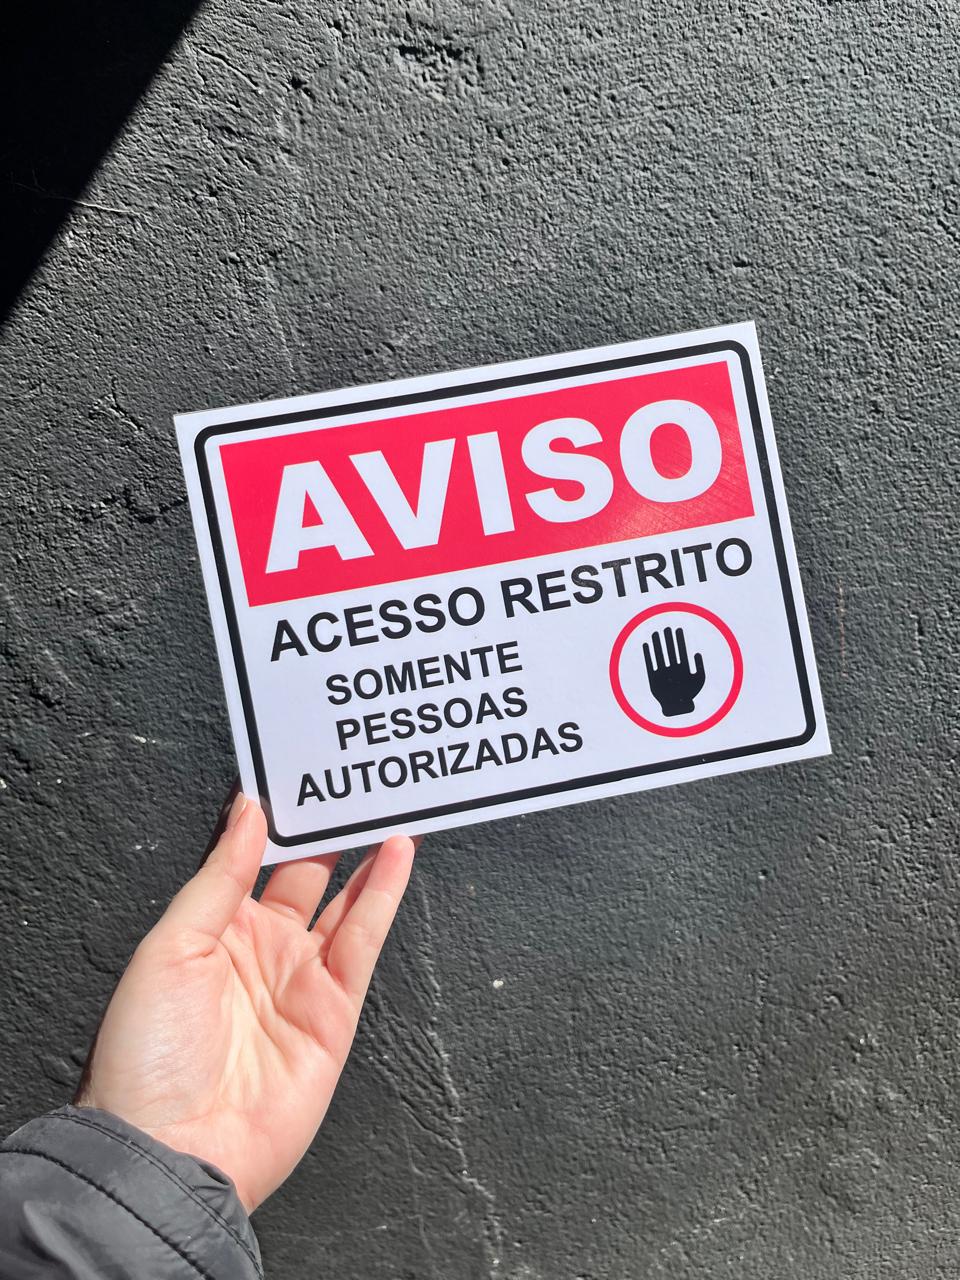 AVISO
ACESSO RESTRITO
SOMENTE
PESSOAS
AUTORIZADAS